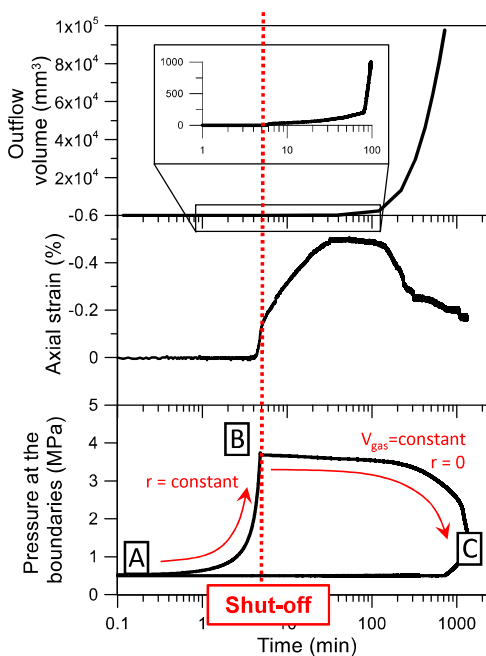 1x10⁵
8x10⁴
6x10⁴
4x10⁴
2x10⁴
-0.6
Outflow
volume (mm³)
1000
500
0
1
10
100
-0.4
-0.2
0
Axial strain (%)
5
4
3
2
1
0
Pressure at the
boundaries (MPa)
A
B
C
r = constant
V_gas=constant
r = 0
Shut-off
0.1
1
10
100
1000
Time (min)